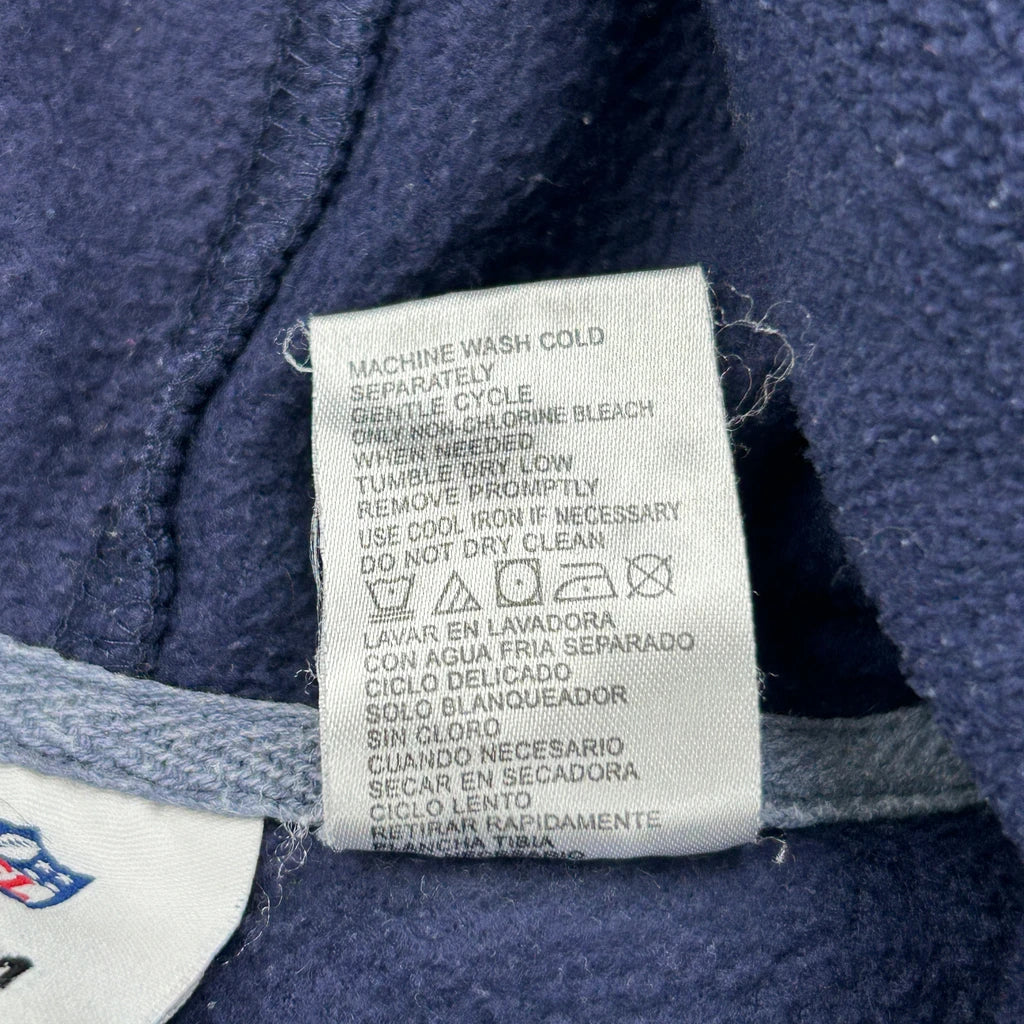 MACHINE WASH COLD
SEPARATELY
GENTLE CYCLE
ONLY NON-CHLORINE BLEACH
WHEN NEEDED
TUMBLE DRY LOW
REMOVE PROMPTLY
USE COOL IRON IF NECESSARY
DO NOT DRY CLEAN
LAVAR EN LAVADORA
CON AGUA FRIA SEPARADO
CICLO DELICADO
SOLO BLANQUEADOR
SIN CLORO
CUANDO NECESARIO
SECAR EN SECADORA
CICLO LENTO
RETIRAR RAPIDAMENTE
PLANCHA TIBIA